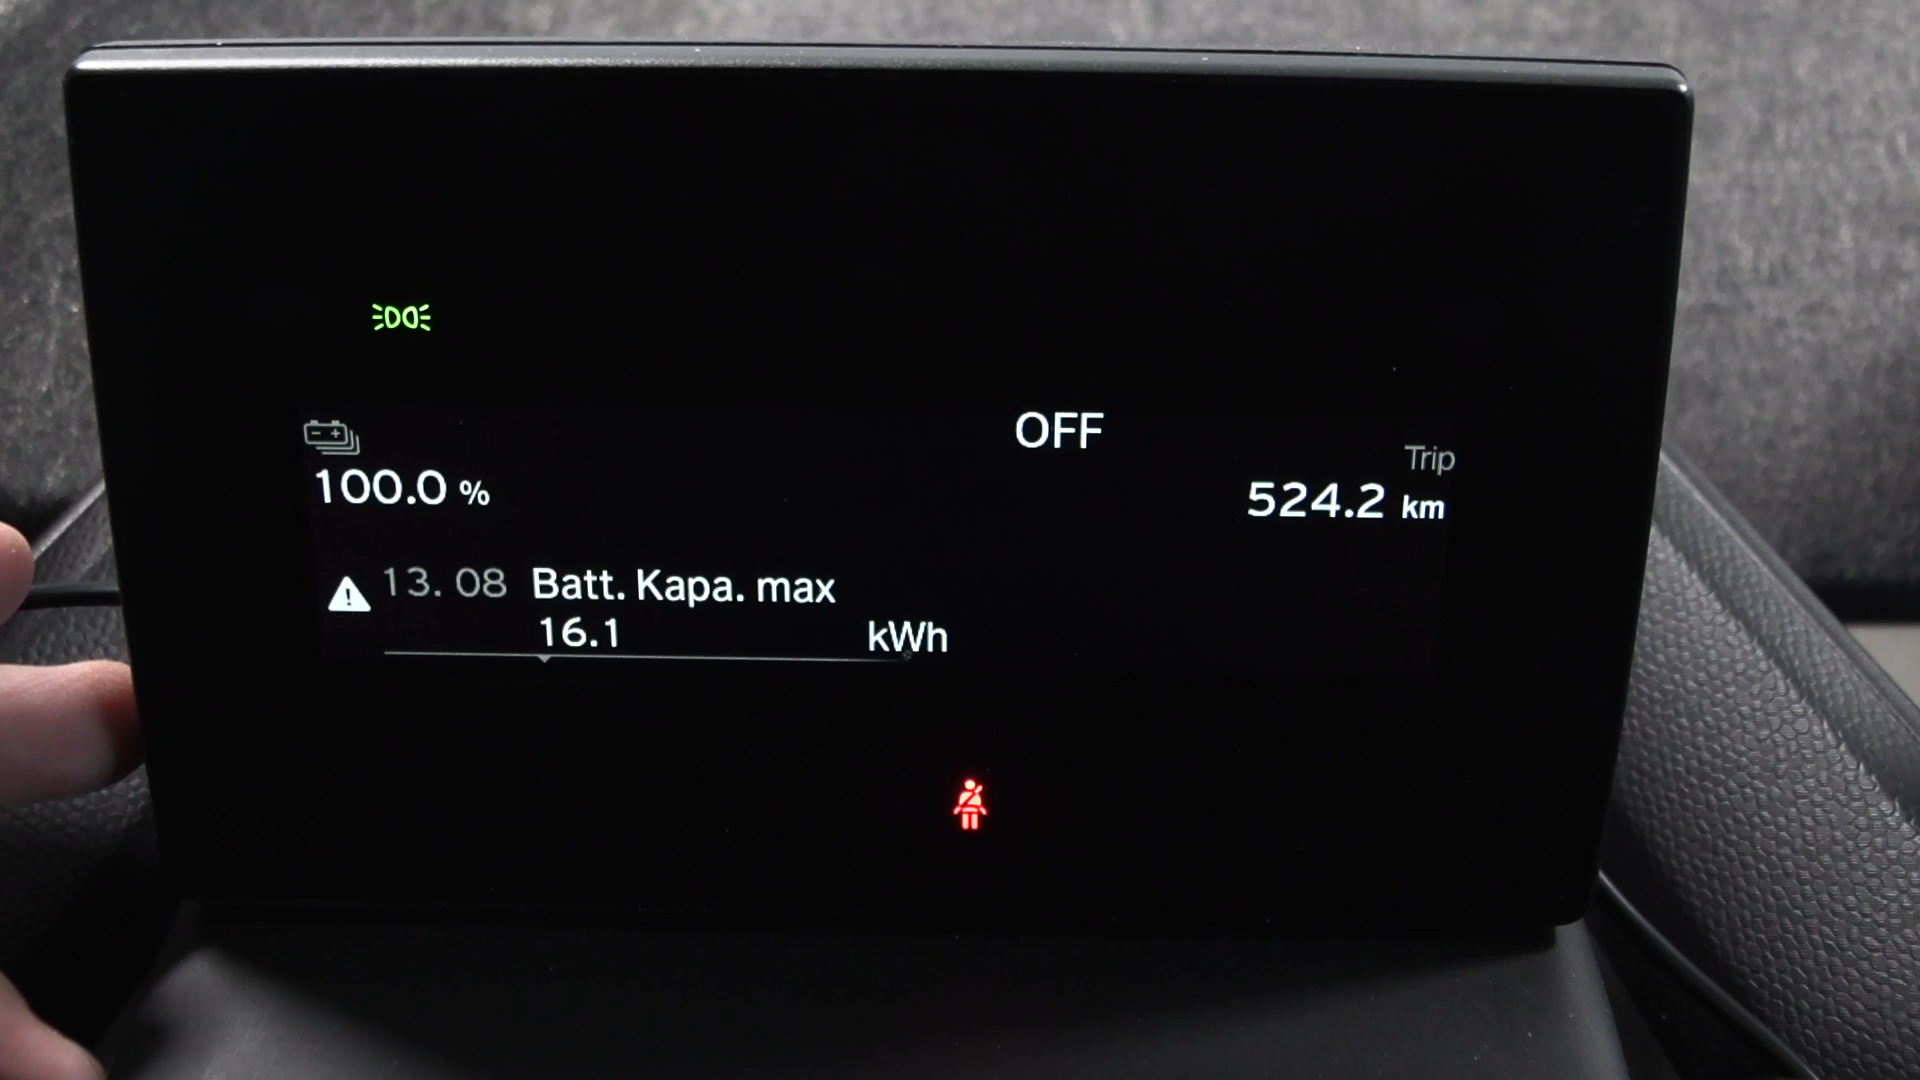 OFF
Trip
100.0 %
524.2 km
13. 08 Batt. Kapa. max
16.1 kWh